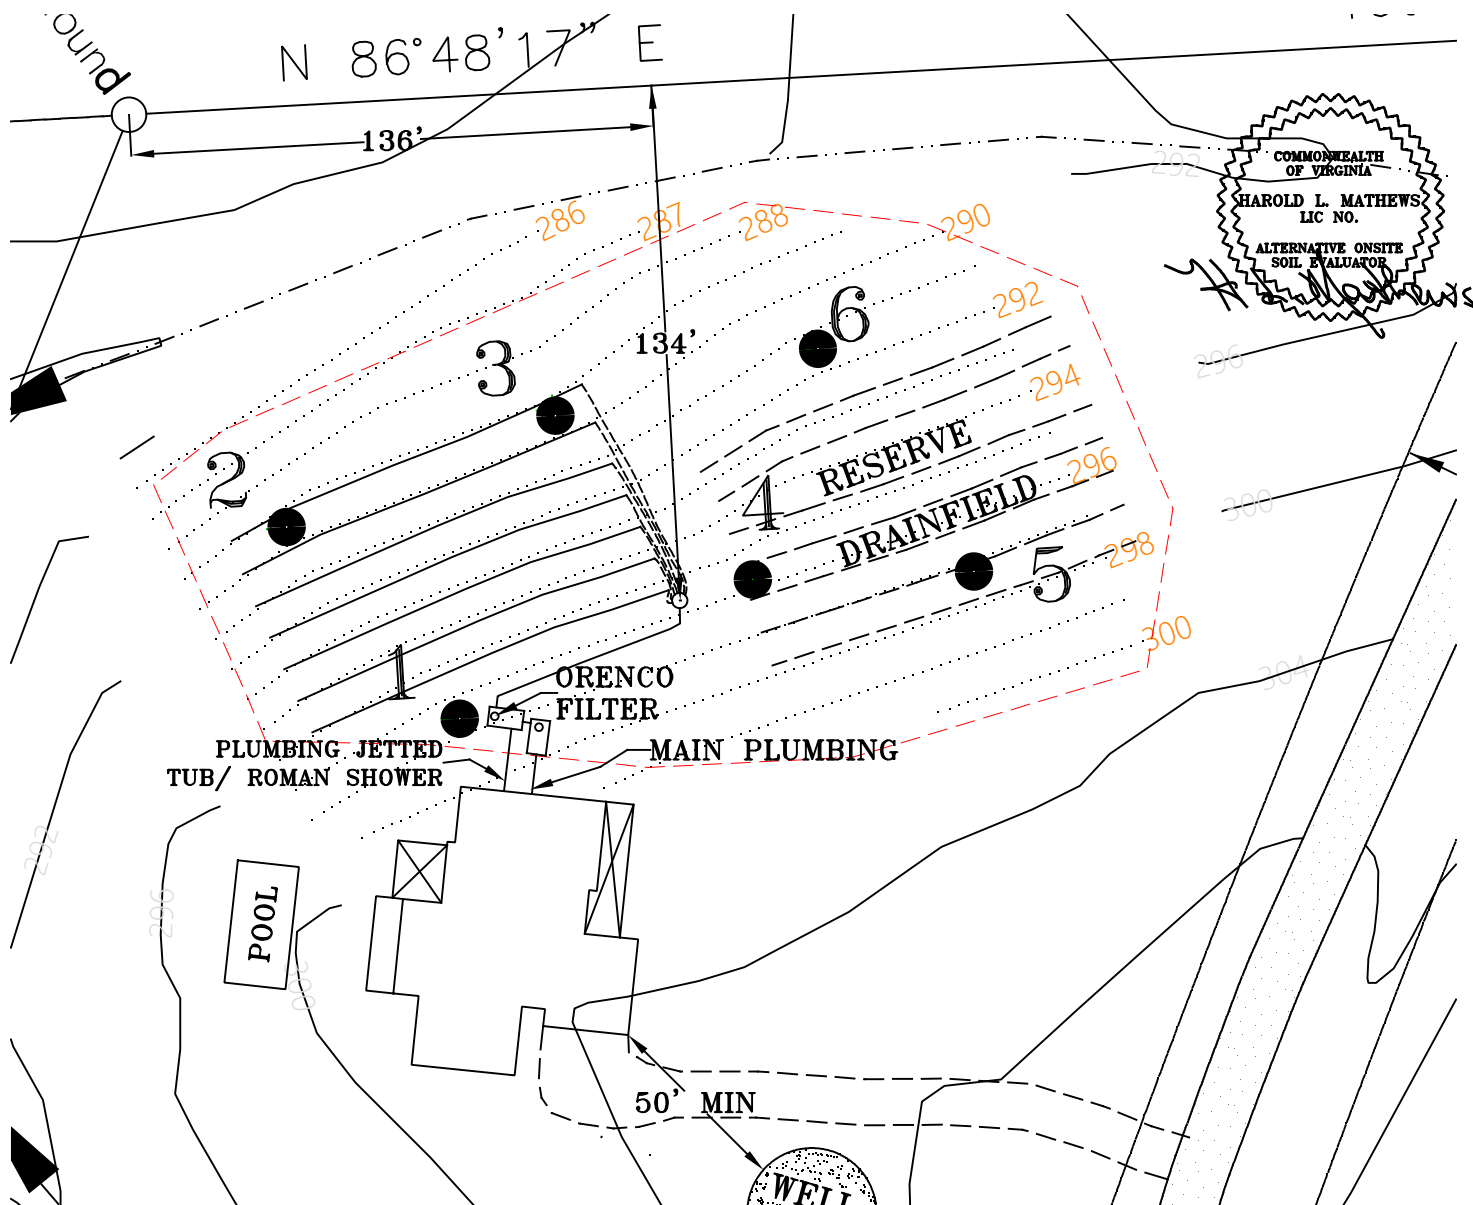 ound
N 86°48'17" E
136'
292
COMMONWEALTH
OF VIRGINIA
HAROLD L. MATHEWS
LIC NO.
ALTERNATIVE ONSITE
SOIL EVALUATOR
286
287
288
290
292
6
134'
3
296
294
2
RESERVE
296
4
DRAINFIELD
300
298
5
300
1
304
ORENCO
FILTER
PLUMBING JETTED
TUB/ ROMAN SHOWER
MAIN PLUMBING
292
296
POOL
300
50' MIN
WELL